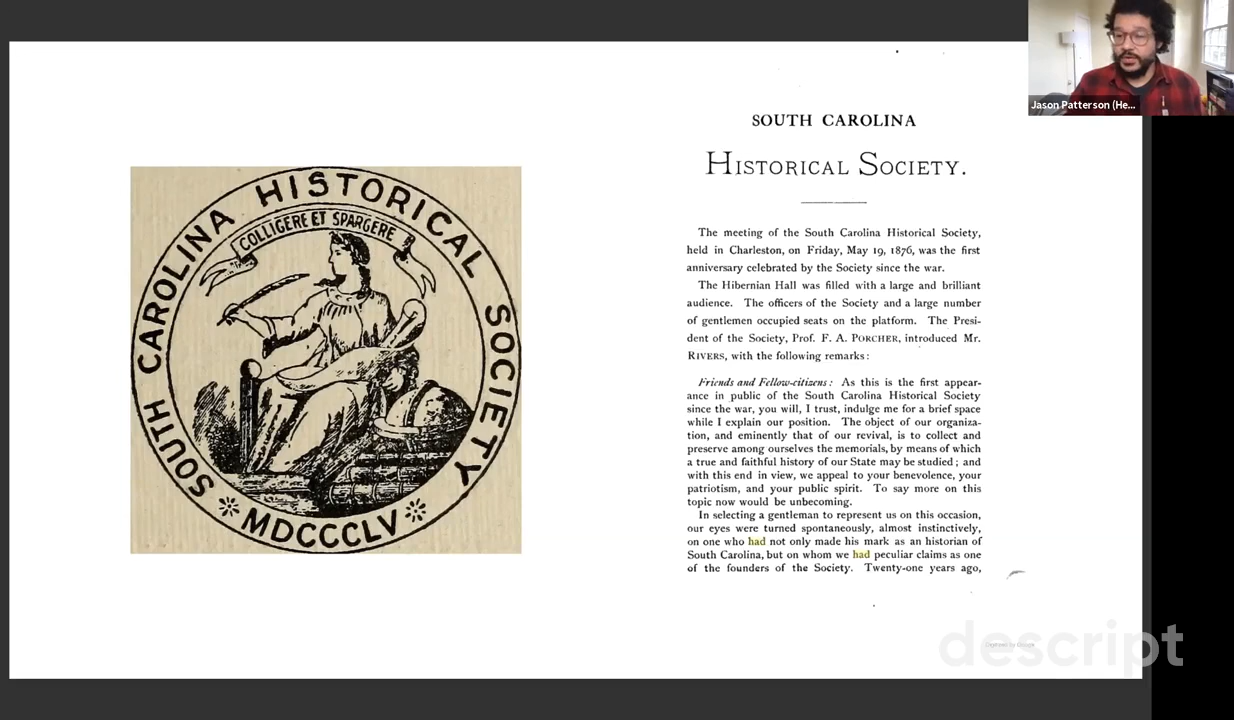 Jason Patterson (He...
SOUTH CAROLINA HISTORICAL SOCIETY
COLLIGERE ET SPARGERE
MDCCCLV
SOUTH CAROLINA
HISTORICAL SOCIETY.
The meeting of the South Carolina Historical Society,
held in Charleston, on Friday, May 19, 1876, was the first
anniversary celebrated by the Society since the war.
The Hibernian Hall was filled with a large and brilliant
audience. The officers of the Society and a large number
of gentlemen occupied seats on the platform. The Presi-
dent of the Society, Prof. F. A. PORCHER, introduced Mr.
RIVERS, with the following remarks:
Friends and Fellow-citizens: As this is the first appear-
ance in public of the South Carolina Historical Society
since the war, you will, I trust, indulge me for a brief space
while I explain our position. The object of our organiza-
tion, and eminently that of our revival, is to collect and
preserve among ourselves the memorials, by means of which
a true and faithful history of our State may be studied; and
with this end in view, we appeal to your benevolence, your
patriotism, and your public spirit. To say more on this
topic now would be unbecoming.
In selecting a gentleman to represent us on this occasion,
our eyes were turned spontaneously, almost instinctively,
on one who had not only made his mark as an historian of
South Carolina, but on whom we had peculiar claims as one
of the founders of the Society. Twenty-one years ago,
Digitized by Google
descript